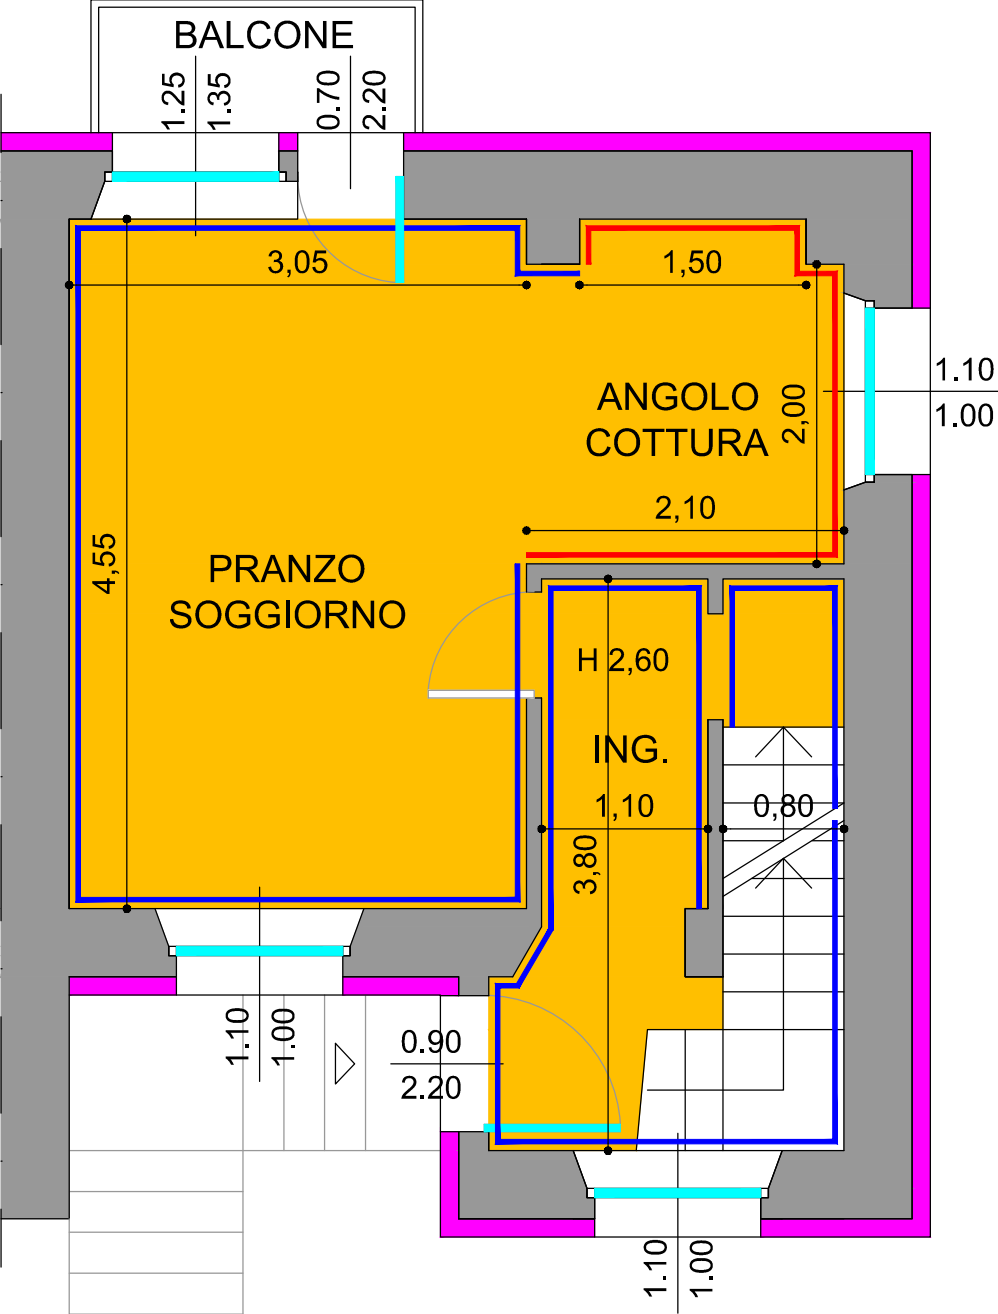 BALCONE
1.25
1.35
0.70
2.20
3,05
1,50
1.10
1.00
ANGOLO
COTTURA
2,00
2,10
4,55
PRANZO
SOGGIORNO
H 2,60
ING.
1,10
0,80
3,80
1.10
1.00
0.90
2.20
1.10
1.00